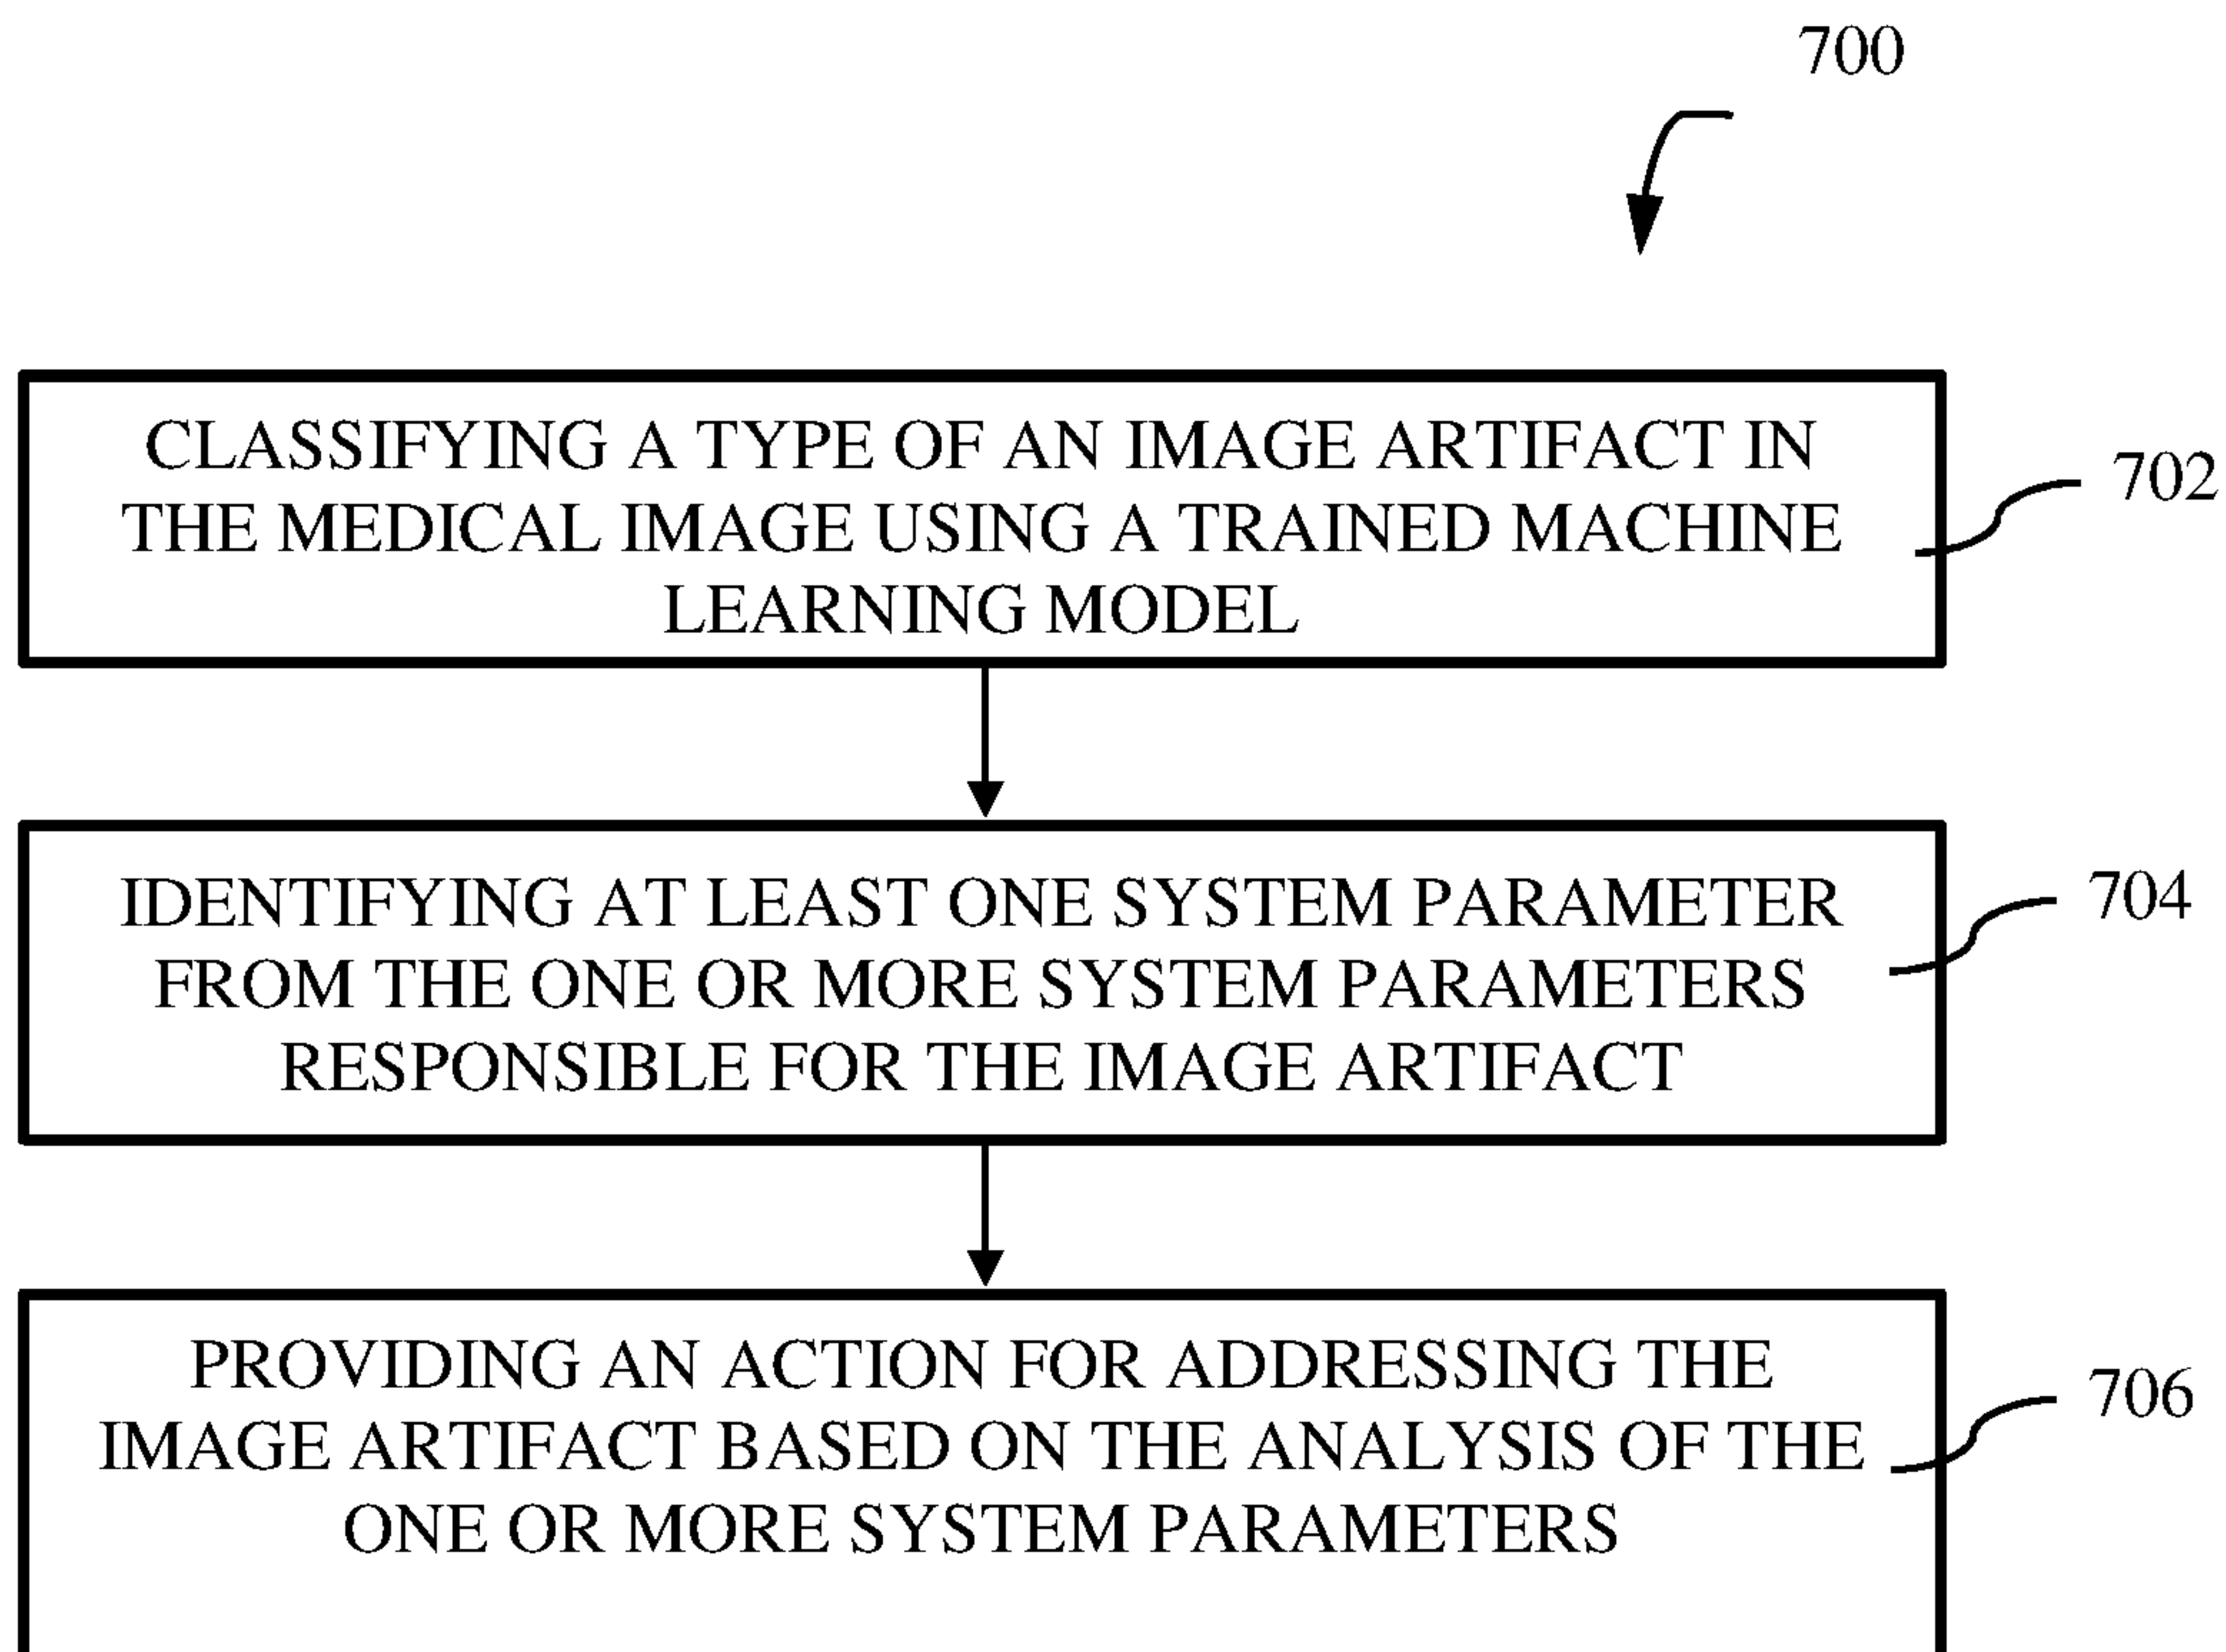 700
CLASSIFYING A TYPE OF AN IMAGE ARTIFACT IN
THE MEDICAL IMAGE USING A TRAINED MACHINE
LEARNING MODEL
702
IDENTIFYING AT LEAST ONE SYSTEM PARAMETER
FROM THE ONE OR MORE SYSTEM PARAMETERS
RESPONSIBLE FOR THE IMAGE ARTIFACT
704
PROVIDING AN ACTION FOR ADDRESSING THE
IMAGE ARTIFACT BASED ON THE ANALYSIS OF THE
ONE OR MORE SYSTEM PARAMETERS
706